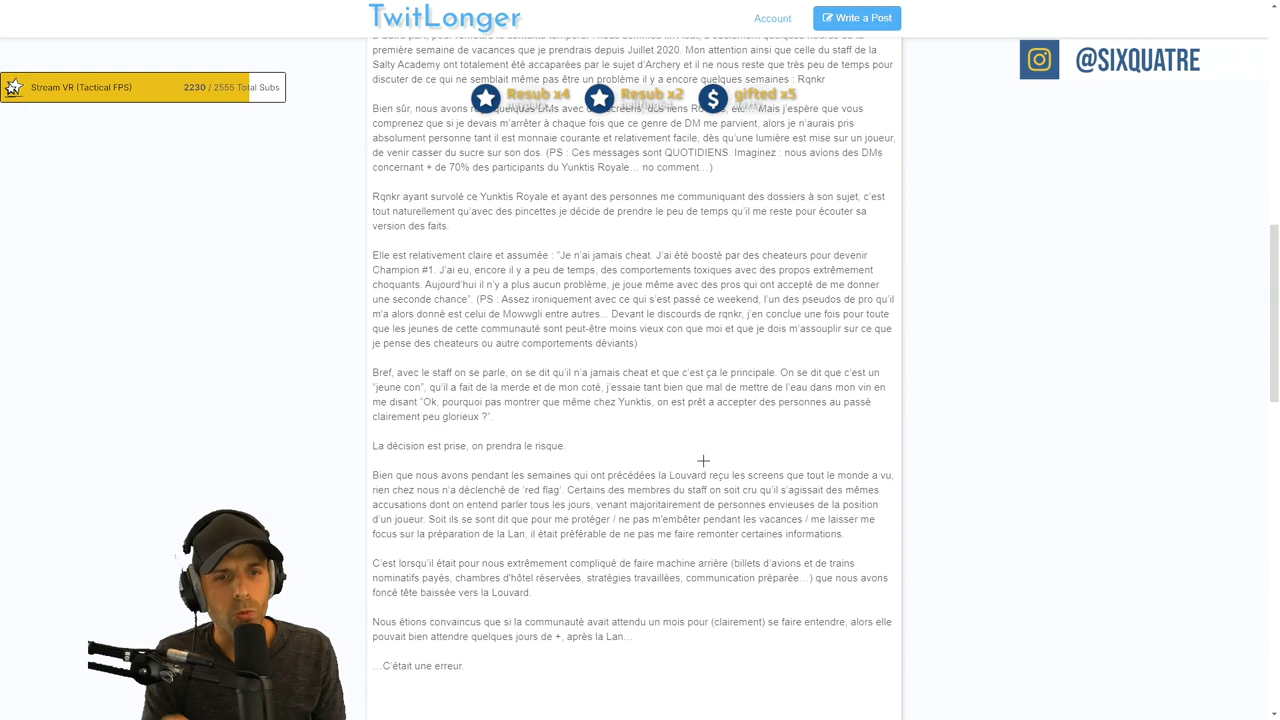 TwitLonger
Account
Write a Post
@SIXQUATRE
Stream VR (Tactical FPS)
2230 / 2555 Total Subs
Resub x4
Resub x2
gifted x5
première semaine de vacances que je prendrais depuis Juillet 2020. Mon attention ainsi que celle du staff de la
Salty Academy ont totalement été accaparées par le sujet d'Archery et il ne nous reste que très peu de temps pour
discuter de ce qui ne semblait même pas être un problème il y a encore quelques semaines : Rqnkr
Bien sûr, nous avons reçu quelques DMs avec des screens, des liens etc... Mais j'espère que vous
comprenez que si je devais m'arrêter à chaque fois que ce genre de DM me parvient, alors je n'aurais pris
absolument personne tant il est monnaie courante et relativement facile, dès qu'une lumière est mise sur un joueur,
de venir casser du sucre sur son dos. (PS : Ces messages sont QUOTIDIENS. Imaginez : nous avions des DMs
concernant + de 70% des participants du Yunktis Royale... no comment...)
Rqnkr ayant survolé ce Yunktis Royale et ayant des personnes me communiquant des dossiers à son sujet, c'est
tout naturellement qu'avec des pincettes je décide de prendre le peu de temps qu'il me reste pour écouter sa
version des faits.
Elle est relativement claire et assumée : "Je n'ai jamais cheat. J'ai été boosté par des cheateurs pour devenir
Champion #1. J'ai eu, encore il y a peu de temps, des comportements toxiques avec des propos extrêmement
choquants. Aujourd'hui il n'y a plus aucun problème, je joue même avec des pros qui ont accepté de me donner
une seconde chance". (PS : Assez ironiquement avec ce qui s'est passé ce weekend, l'un des pseudos de pro qu'il
m'a alors donné est celui de Mowwgli entre autres... Devant le discourds de rqnkr, j'en conclue une fois pour toute
que les jeunes de cette communauté sont peut-être moins vieux con que moi et que je dois m'assouplir sur ce que
je pense des cheateurs ou autre comportements déviants)
Bref, avec le staff on se parle, on se dit qu'il n'a jamais cheat et que c'est ça le principale. On se dit que c'est un
"jeune con", qu'il a fait de la merde et de mon coté, j'essaie tant bien que mal de mettre de l'eau dans mon vin en
me disant "Ok, pourquoi pas montrer que même chez Yunktis, on est prêt a accepter des personnes au passé
clairement peu glorieux ?".
La décision est prise, on prendra le risque.
Bien que nous avons pendant les semaines qui ont précédées la Louvard reçu les screens que tout le monde a vu,
rien chez nous n'a déclenché de 'red flag'. Certains des membres du staff on soit cru qu'il s'agissait des mêmes
accusations dont on entend parler tous les jours, venant majoritairement de personnes envieuses de la position
d'un joueur. Soit ils se sont dit que pour me protéger / ne pas m'embêter pendant les vacances / me laisser me
focus sur la préparation de la Lan, il était préférable de ne pas me faire remonter certaines informations.
C'est lorsqu'il était pour nous extrêmement compliqué de faire machine arrière (billets d'avions et de trains
nominatifs payés, chambres d'hôtel réservées, stratégies travaillées, communication préparée...) que nous avons
foncé tête baissée vers la Louvard.
Nous étions convaincus que si la communauté avait attendu un mois pour (clairement) se faire entendre, alors elle
pouvait bien attendre quelques jours de +, après la Lan...
...C'était une erreur.